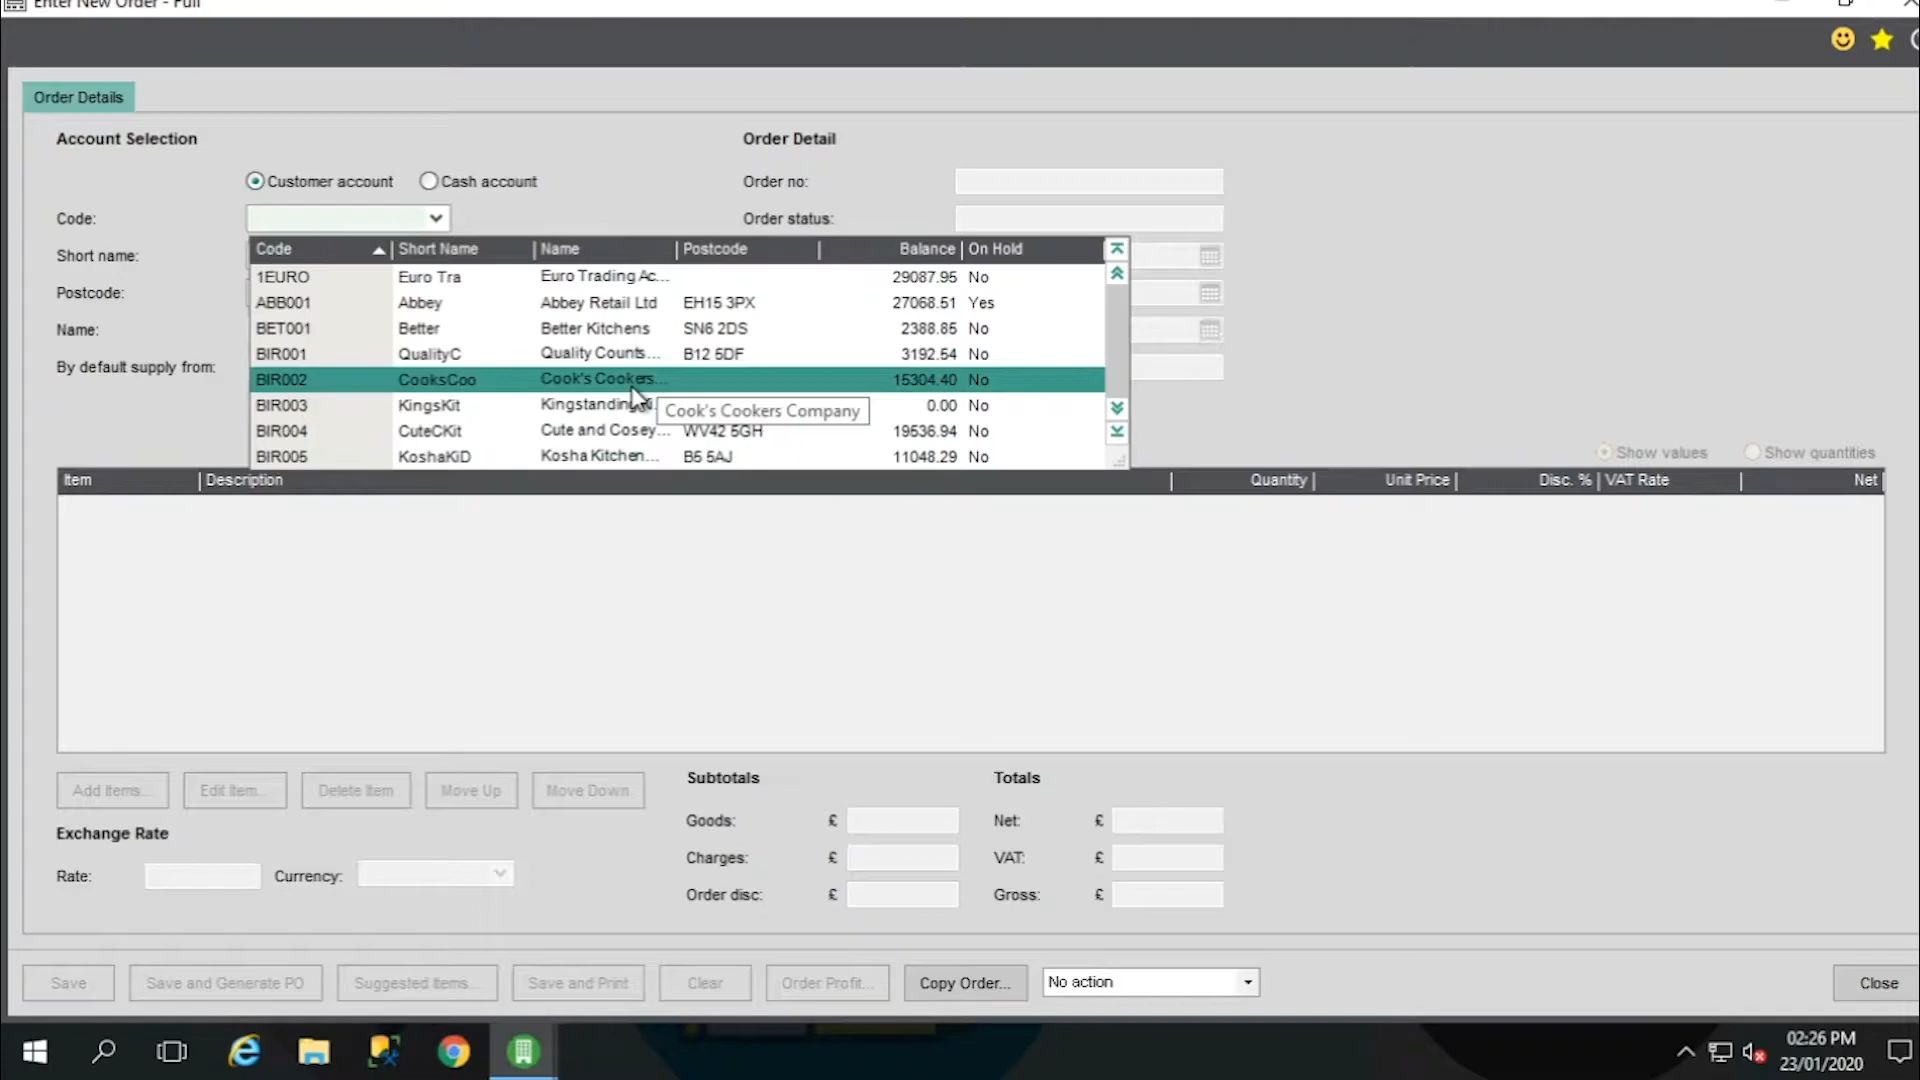 Enter New Order - Full
Order Details
Account Selection
Order Detail
Customer account
Cash account
Order no:
Code:
Order status:
Code Short Name Name Postcode Balance On Hold
Short name:
1EURO Euro Tra Euro Trading Ac... 29087.95 No
Postcode:
ABB001 Abbey Abbey Retail Ltd EH15 3PX 27068.51 Yes
Name:
BET001 Better Better Kitchens SN6 2DS 2388.85 No
BIR001 QualityC Quality Counts... B12 5DF 3192.54 No
By default supply from:
BIR002 CooksCoo Cook's Cookers... 15304.40 No
BIR003 KingsKit Kingstanding 0.00 No
Cook's Cookers Company
BIR004 CuteCKit Cute and Cosey... WV42 5GH 19536.94 No
BIR005 KoshaKiD Kosha Kitchen... B5 5AJ 11048.29 No
Show values
Show quantities
Item Description Quantity Unit Price Disc. % VAT Rate Net
Add Items...
Edit Item...
Delete Item
Move Up
Move Down
Subtotals
Totals
Goods: £
Net: £
Exchange Rate
Charges: £
VAT: £
Rate:
Currency:
Order disc: £
Gross: £
Save
Save and Generate PO
Suggested Items...
Save and Print
Clear
Order Profit...
Copy Order...
No action
Close
02:26 PM
23/01/2020